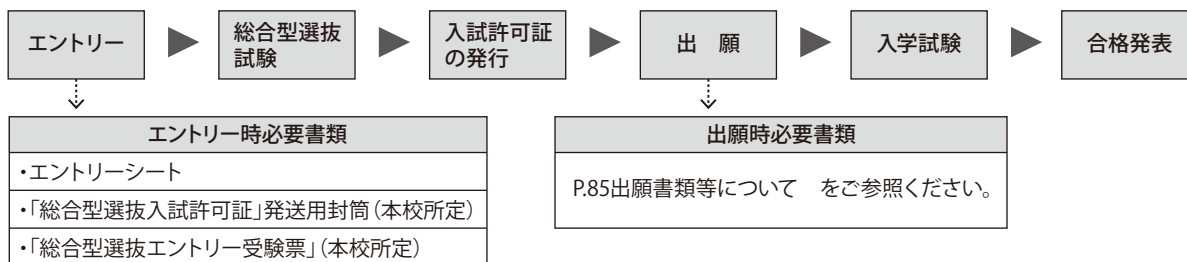 エントリー
総合型選抜
試験
入試許可証
の発行
出　願
入学試験
合格発表
エントリー時必要書類
・エントリーシート
・「総合型選抜入試許可証」発送用封筒（本校所定）
・「総合型選抜エントリー受験票」（本校所定）
出願時必要書類
P.85出願書類等について　をご参照ください。